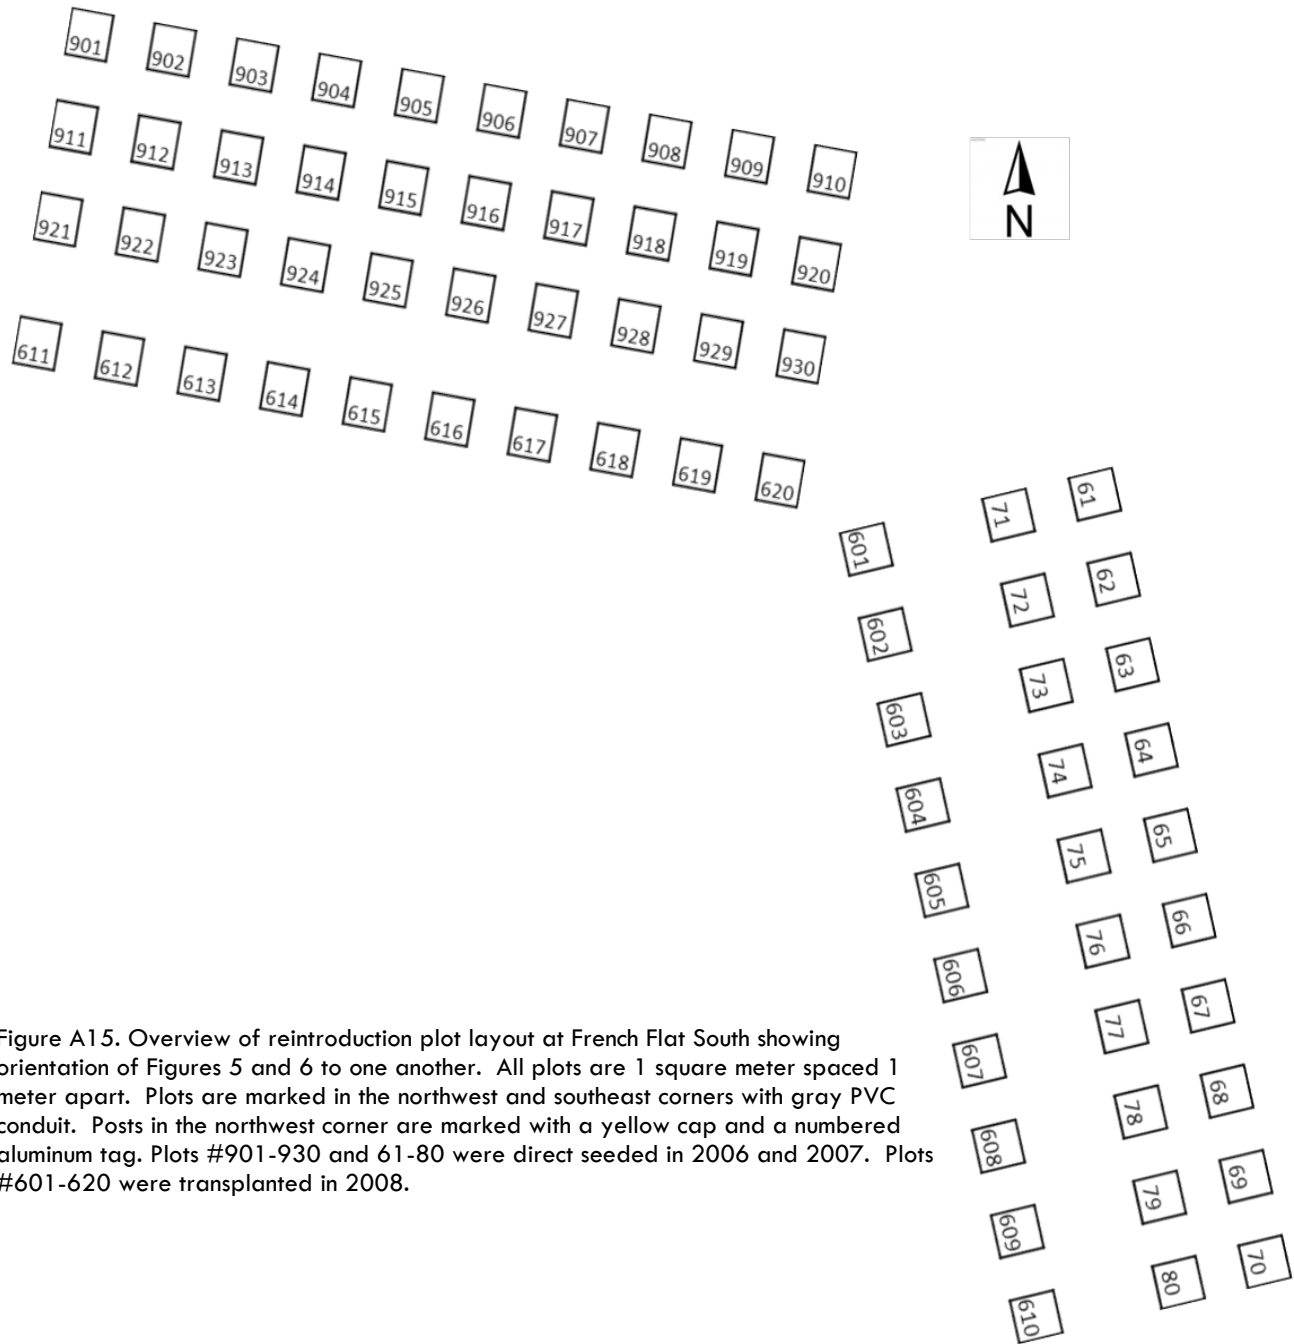 901 902 903 904 905 906 907 908 909 910
911 912 913 914 915 916 917 918 919 920
921 922 923 924 925 926 927 928 929 930
611 612 613 614 615 616 617 618 619 620
N
601 71 61
602 72 62
603 73 63
604 74 64
605 75 65
606 76 66
607 77 67
608 78 68
609 79 69
610 80 70
Figure A15. Overview of reintroduction plot layout at French Flat South showing
orientation of Figures 5 and 6 to one another. All plots are 1 square meter spaced 1
meter apart. Plots are marked in the northwest and southeast corners with gray PVC
conduit. Posts in the northwest corner are marked with a yellow cap and a numbered
aluminum tag. Plots #901-930 and 61-80 were direct seeded in 2006 and 2007. Plots
#601-620 were transplanted in 2008.